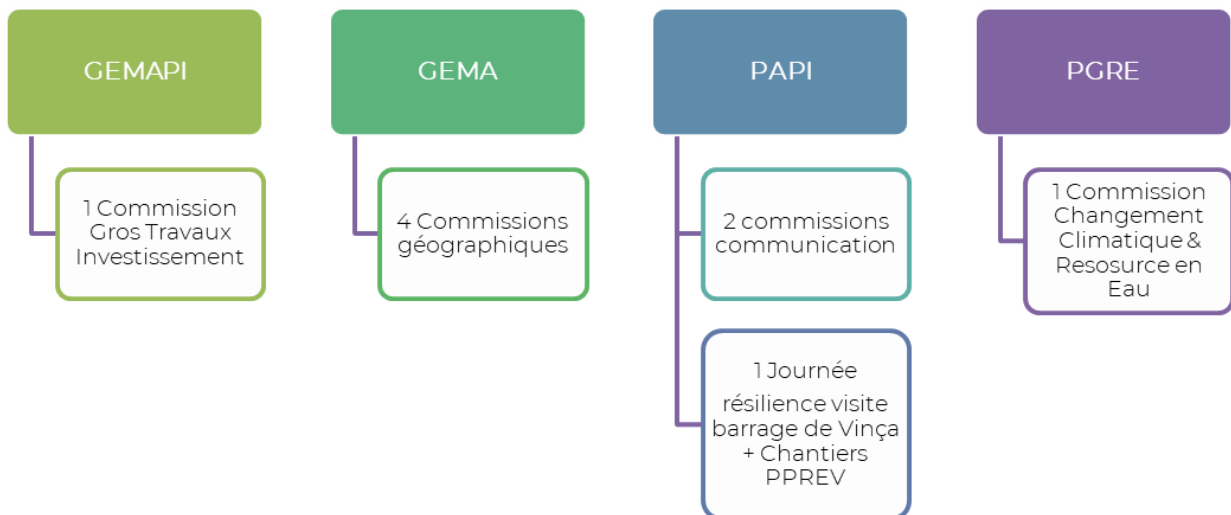 GEMAPI
GEMA
PAPI
PGRE
1 Commission
Gros Travaux
Investissement
4 Commissions
géographiques
2 commissions
communication
1 Commission
Changement
Climatique &
Resosurce en
Eau
1 Journée
résilience visite
barrage de Vinça
+ Chantiers
PPREV